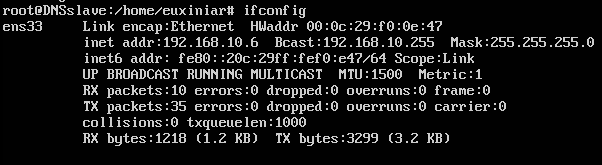 root@DNSslave:/home/euxiniar# ifconfig
ens33 Link encap:Ethernet HWaddr 00:0c:29:f0:0e:47
inet addr:192.168.10.6 Bcast:192.168.10.255 Mask:255.255.255.0
inet6 addr: fe80::20c:29ff:fef0:e47/64 Scope:Link
UP BROADCAST RUNNING MULTICAST MTU:1500 Metric:1
RX packets:10 errors:0 dropped:0 overruns:0 frame:0
TX packets:35 errors:0 dropped:0 overruns:0 carrier:0
collisions:0 txqueuelen:1000
RX bytes:1218 (1.2 KB) TX bytes:3299 (3.2 KB)